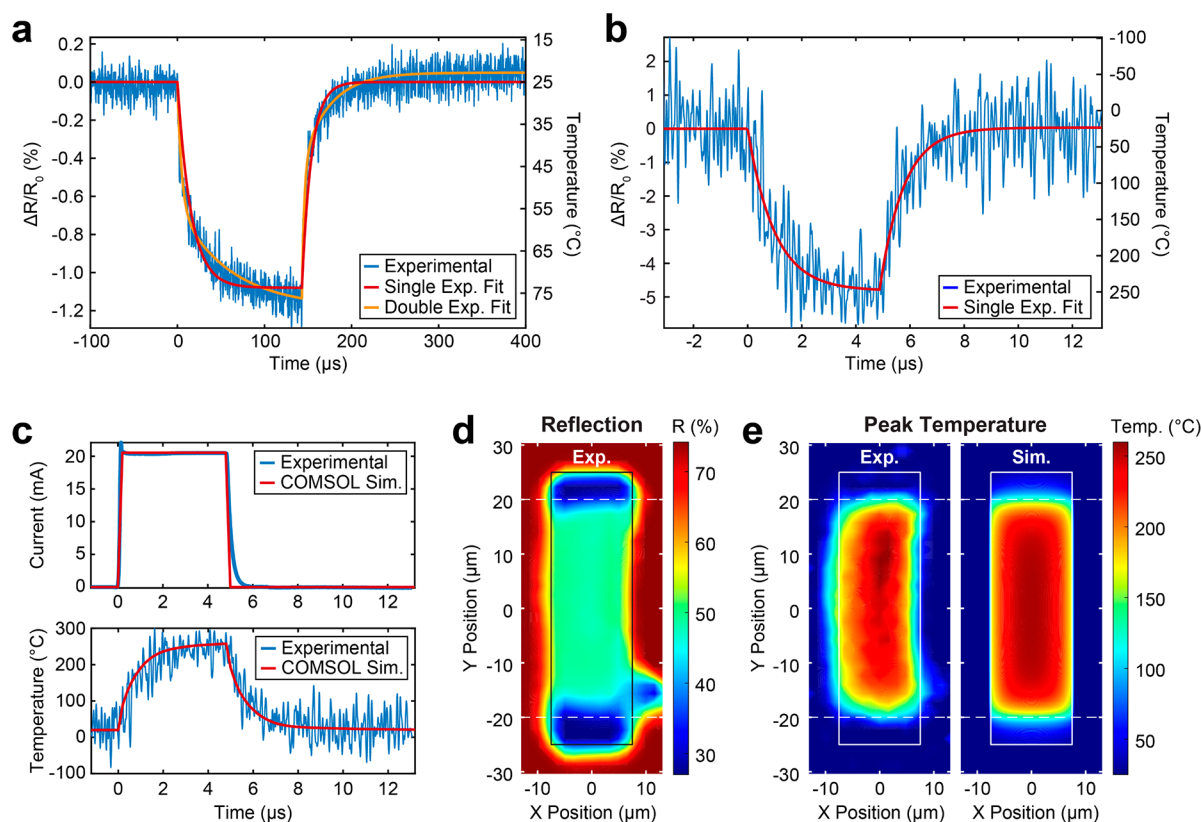 a
0.2
0.0
-0.2
-0.4
-0.6
-0.8
-1.0
-1.2
ΔR/R0 (%)
15
25
35
45
55
65
75
Temperature (°C)
Experimental
Single Exp. Fit
Double Exp. Fit
-100 0 100 200 300 400
Time (µs)
b
2
1
0
-1
-2
-3
-4
-5
ΔR/R0 (%)
-100
-50
0
50
100
150
200
250
Temperature (°C)
Experimental
Single Exp. Fit
-2 0 2 4 6 8 10 12
Time (µs)
c
20
15
10
5
0
Current (mA)
Experimental
COMSOL Sim.
0 2 4 6 8 10 12
300
200
100
0
-100
Temperature (°C)
Experimental
COMSOL Sim.
0 2 4 6 8 10 12
Time (µs)
d
Reflection
R (%)
Exp.
30
20
10
0
-10
-20
-30
Y Position (µm)
-10 0 10
X Position (µm)
70
60
50
40
30
e
Peak Temperature
Temp. (°C)
Exp.
Sim.
30
20
10
0
-10
-20
-30
Y Position (µm)
-10 0 10
X Position (µm)
-10 0 10
X Position (µm)
250
200
150
100
50